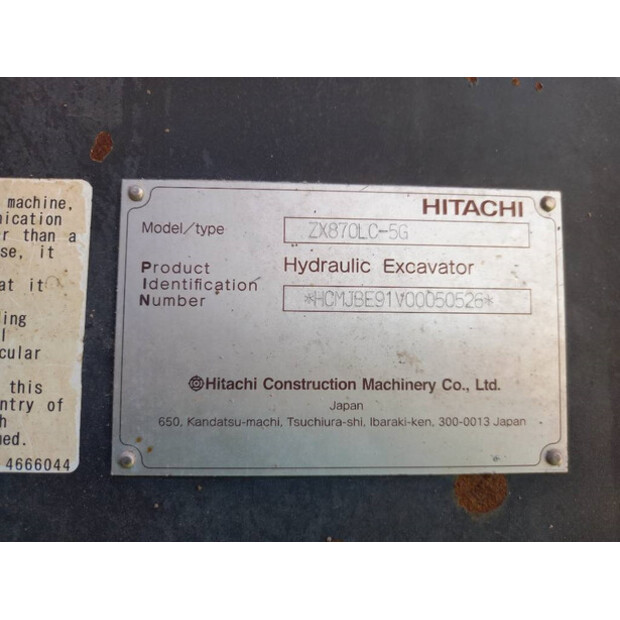 machine,
nication
r than a
se, it
at it
ing
l
cular
this
ntry of
h
ued.
4666044
HITACHI
Model/type ZX870LC-5G
Product Identification Number
Hydraulic Excavator
*HCMJBE91V00050526*
Hitachi Construction Machinery Co., Ltd.
Japan
650, Kandatsu-machi, Tsuchiura-shi, Ibaraki-ken, 300-0013 Japan